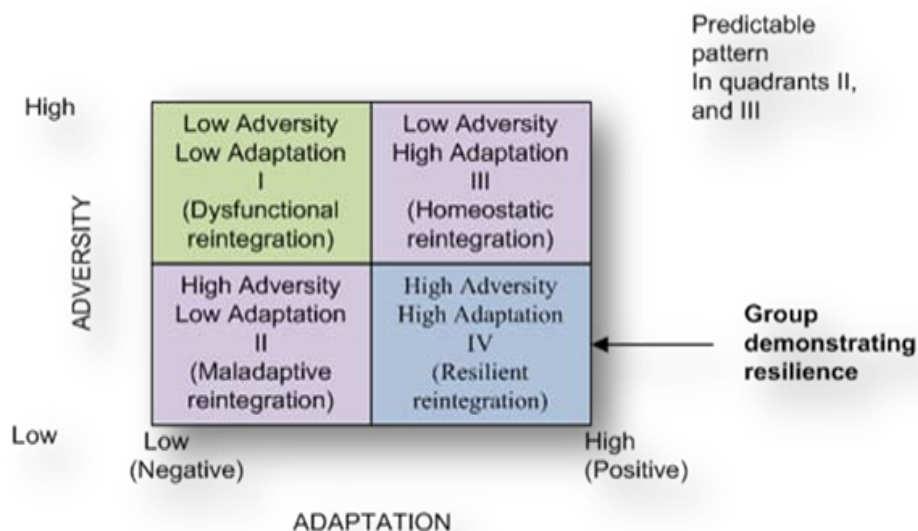 Predictable
pattern
In quadrants II,
and III
High
Low Adversity
Low Adaptation
I
(Dysfunctional
reintegration)
Low Adversity
High Adaptation
III
(Homeostatic
reintegration)
ADVERSITY
High Adversity
Low Adaptation
II
(Maladaptive
reintegration)
High Adversity
High Adaptation
IV
(Resilient
reintegration)
Group
demonstrating
resilience
Low
Low
(Negative)
High
(Positive)
ADAPTATION